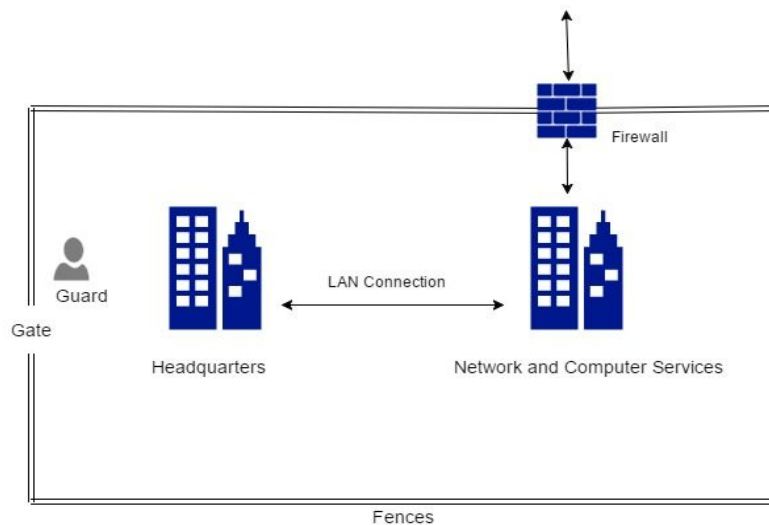 Firewall
LAN Connection
Guard
Gate
Headquarters
Network and Computer Services
Fences